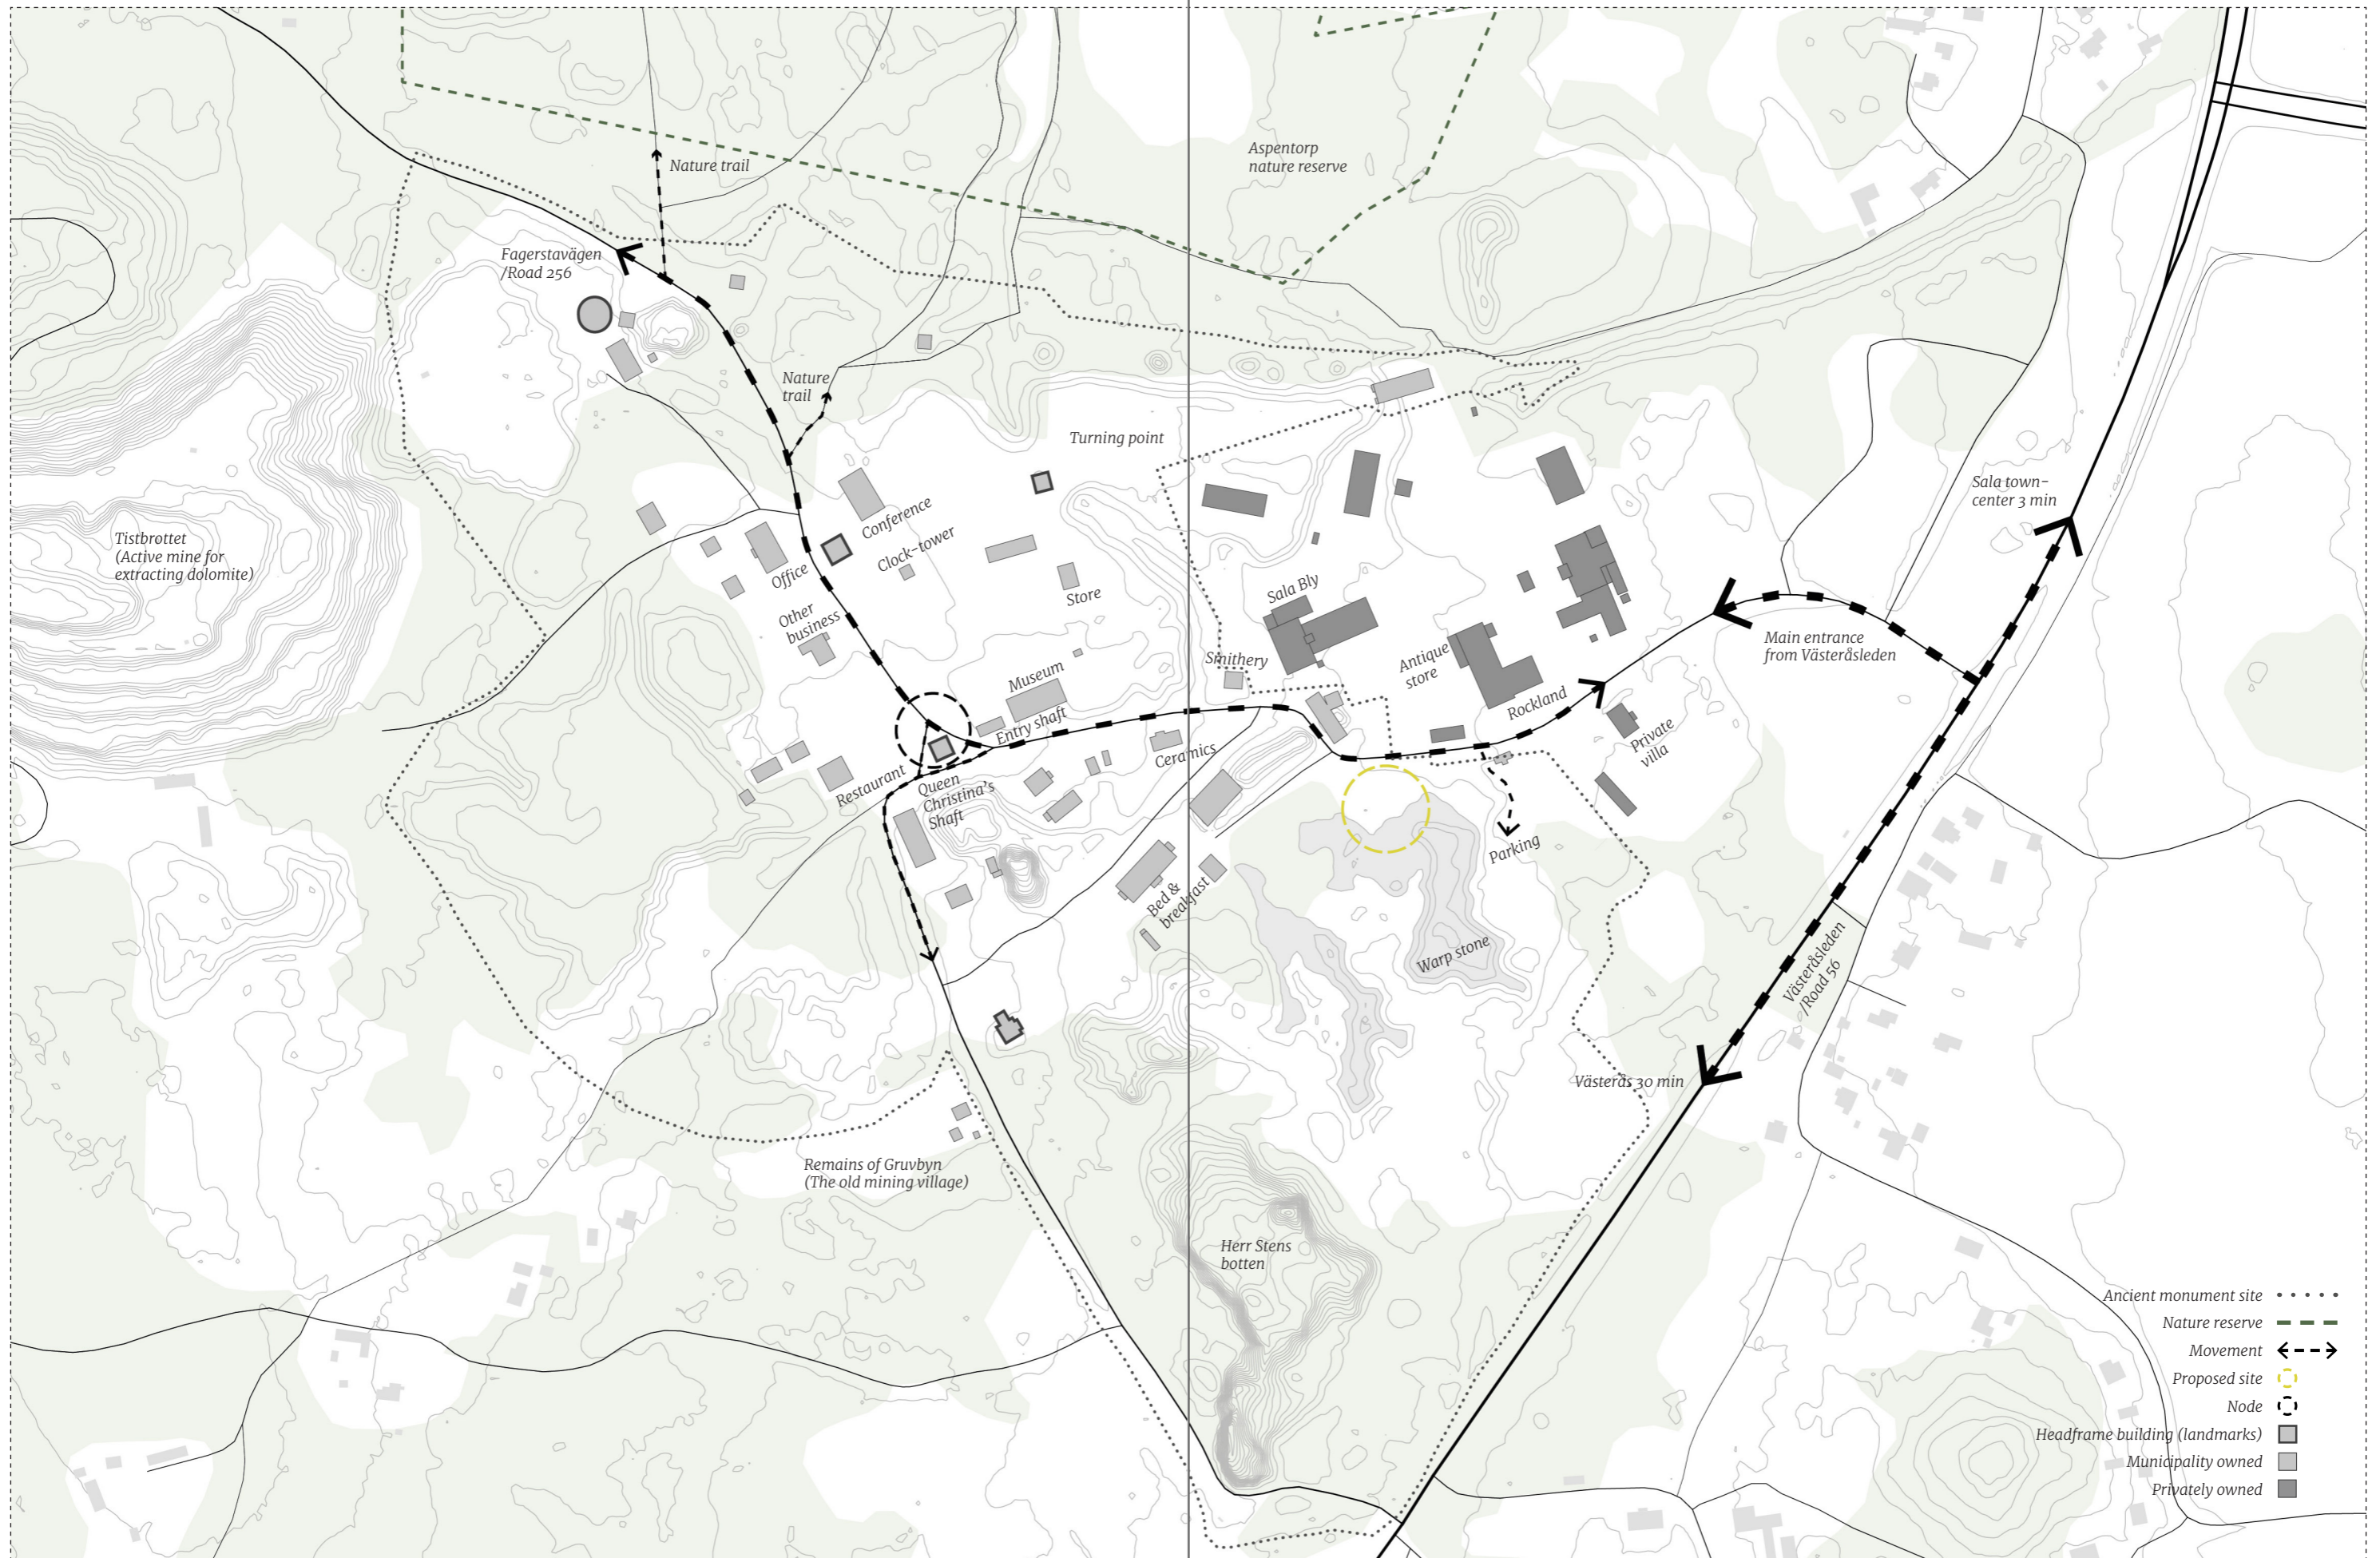 Nature trail
Aspentorp
nature reserve
Fagerstavägen
/Road 256
Nature
trail
Turning point
Conference
Clock-tower
Office
Other
business
Store
Tistbrottet
(Active mine for
extracting dolomite)
Sala town-
center 3 min
Sala Bly
Smithery
Antique
store
Main entrance
from Västeråsleden
Museum
Entry shaft
Rockland
Private
villa
Restaurant
Queen
Christina's
Shaft
Ceramics
Parking
Bed &
breakfast
Warp stone
Västeråsleden
/Road 56
Västerås 30 min
Remains of Gruvbyn
(The old mining village)
Herr Stens
botten
Ancient monument site
Nature reserve
Movement
Proposed site
Node
Headframe building (landmarks)
Municipality owned
Privately owned